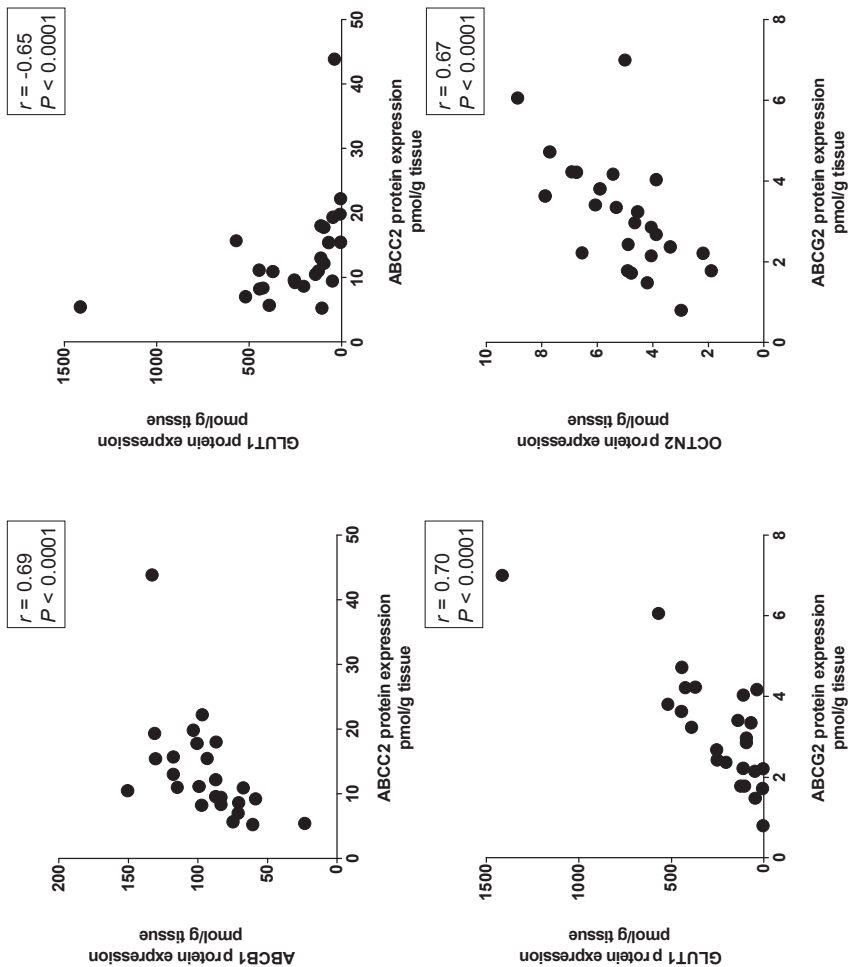 r = 0.69
P < 0.0001
200
150
100
50
0
ABCB1 protein expression
pmol/g tissue
0
10
20
30
40
50
ABCC2 protein expression
pmol/g tissue
r = -0.65
P < 0.0001
1500
1000
500
0
GLUT1 protein expression
pmol/g tissue
0
10
20
30
40
50
ABCC2 protein expression
pmol/g tissue
r = 0.70
P < 0.0001
1500
1000
500
0
GLUT1 protein expression
pmol/g tissue
0
2
4
6
8
ABCG2 protein expression
pmol/g tissue
r = 0.67
P < 0.0001
10
8
6
4
2
0
OCTN2 protein expression
pmol/g tissue
0
2
4
6
8
ABCG2 protein expression
pmol/g tissue